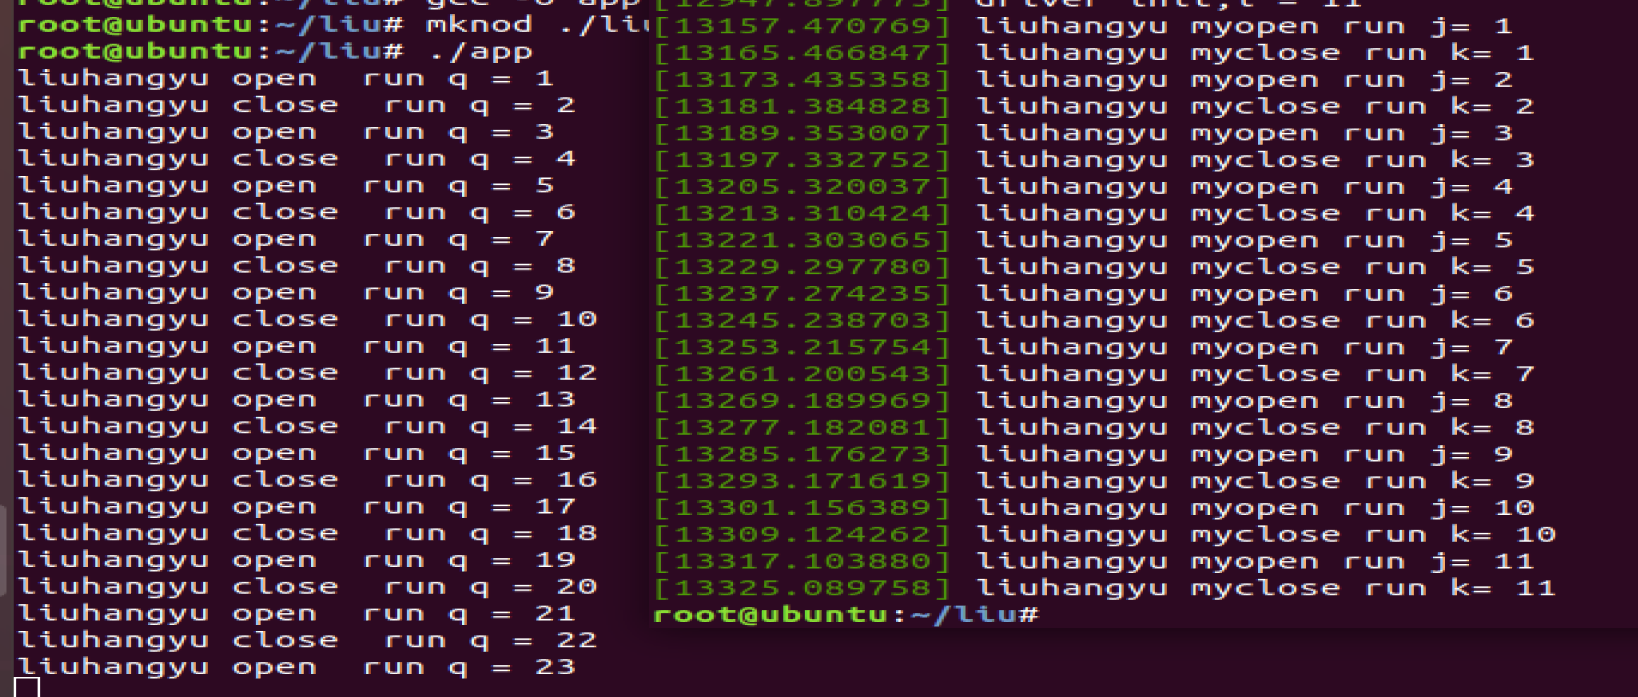 root@ubuntu:~/liu# gcc -o app
root@ubuntu:~/liu# mknod ./liu
root@ubuntu:~/liu# ./app
liuhangyu open  run q = 1
liuhangyu close  run q = 2
liuhangyu open  run q = 3
liuhangyu close  run q = 4
liuhangyu open  run q = 5
liuhangyu close  run q = 6
liuhangyu open  run q = 7
liuhangyu close  run q = 8
liuhangyu open  run q = 9
liuhangyu close  run q = 10
liuhangyu open  run q = 11
liuhangyu close  run q = 12
liuhangyu open  run q = 13
liuhangyu close  run q = 14
liuhangyu open  run q = 15
liuhangyu close  run q = 16
liuhangyu open  run q = 17
liuhangyu close  run q = 18
liuhangyu open  run q = 19
liuhangyu close  run q = 20
liuhangyu open  run q = 21
liuhangyu close  run q = 22
liuhangyu open  run q = 23
[12947.897773] driver init,i = 11
[13157.470769] liuhangyu myopen run j= 1
[13165.466847] liuhangyu myclose run k= 1
[13173.435358] liuhangyu myopen run j= 2
[13181.384828] liuhangyu myclose run k= 2
[13189.353007] liuhangyu myopen run j= 3
[13197.332752] liuhangyu myclose run k= 3
[13205.320037] liuhangyu myopen run j= 4
[13213.310424] liuhangyu myclose run k= 4
[13221.303065] liuhangyu myopen run j= 5
[13229.297780] liuhangyu myclose run k= 5
[13237.274235] liuhangyu myopen run j= 6
[13245.238703] liuhangyu myclose run k= 6
[13253.215754] liuhangyu myopen run j= 7
[13261.200543] liuhangyu myclose run k= 7
[13269.189969] liuhangyu myopen run j= 8
[13277.182081] liuhangyu myclose run k= 8
[13285.176273] liuhangyu myopen run j= 9
[13293.171619] liuhangyu myclose run k= 9
[13301.156389] liuhangyu myopen run j= 10
[13309.124262] liuhangyu myclose run k= 10
[13317.103880] liuhangyu myopen run j= 11
[13325.089758] liuhangyu myclose run k= 11
root@ubuntu:~/liu#